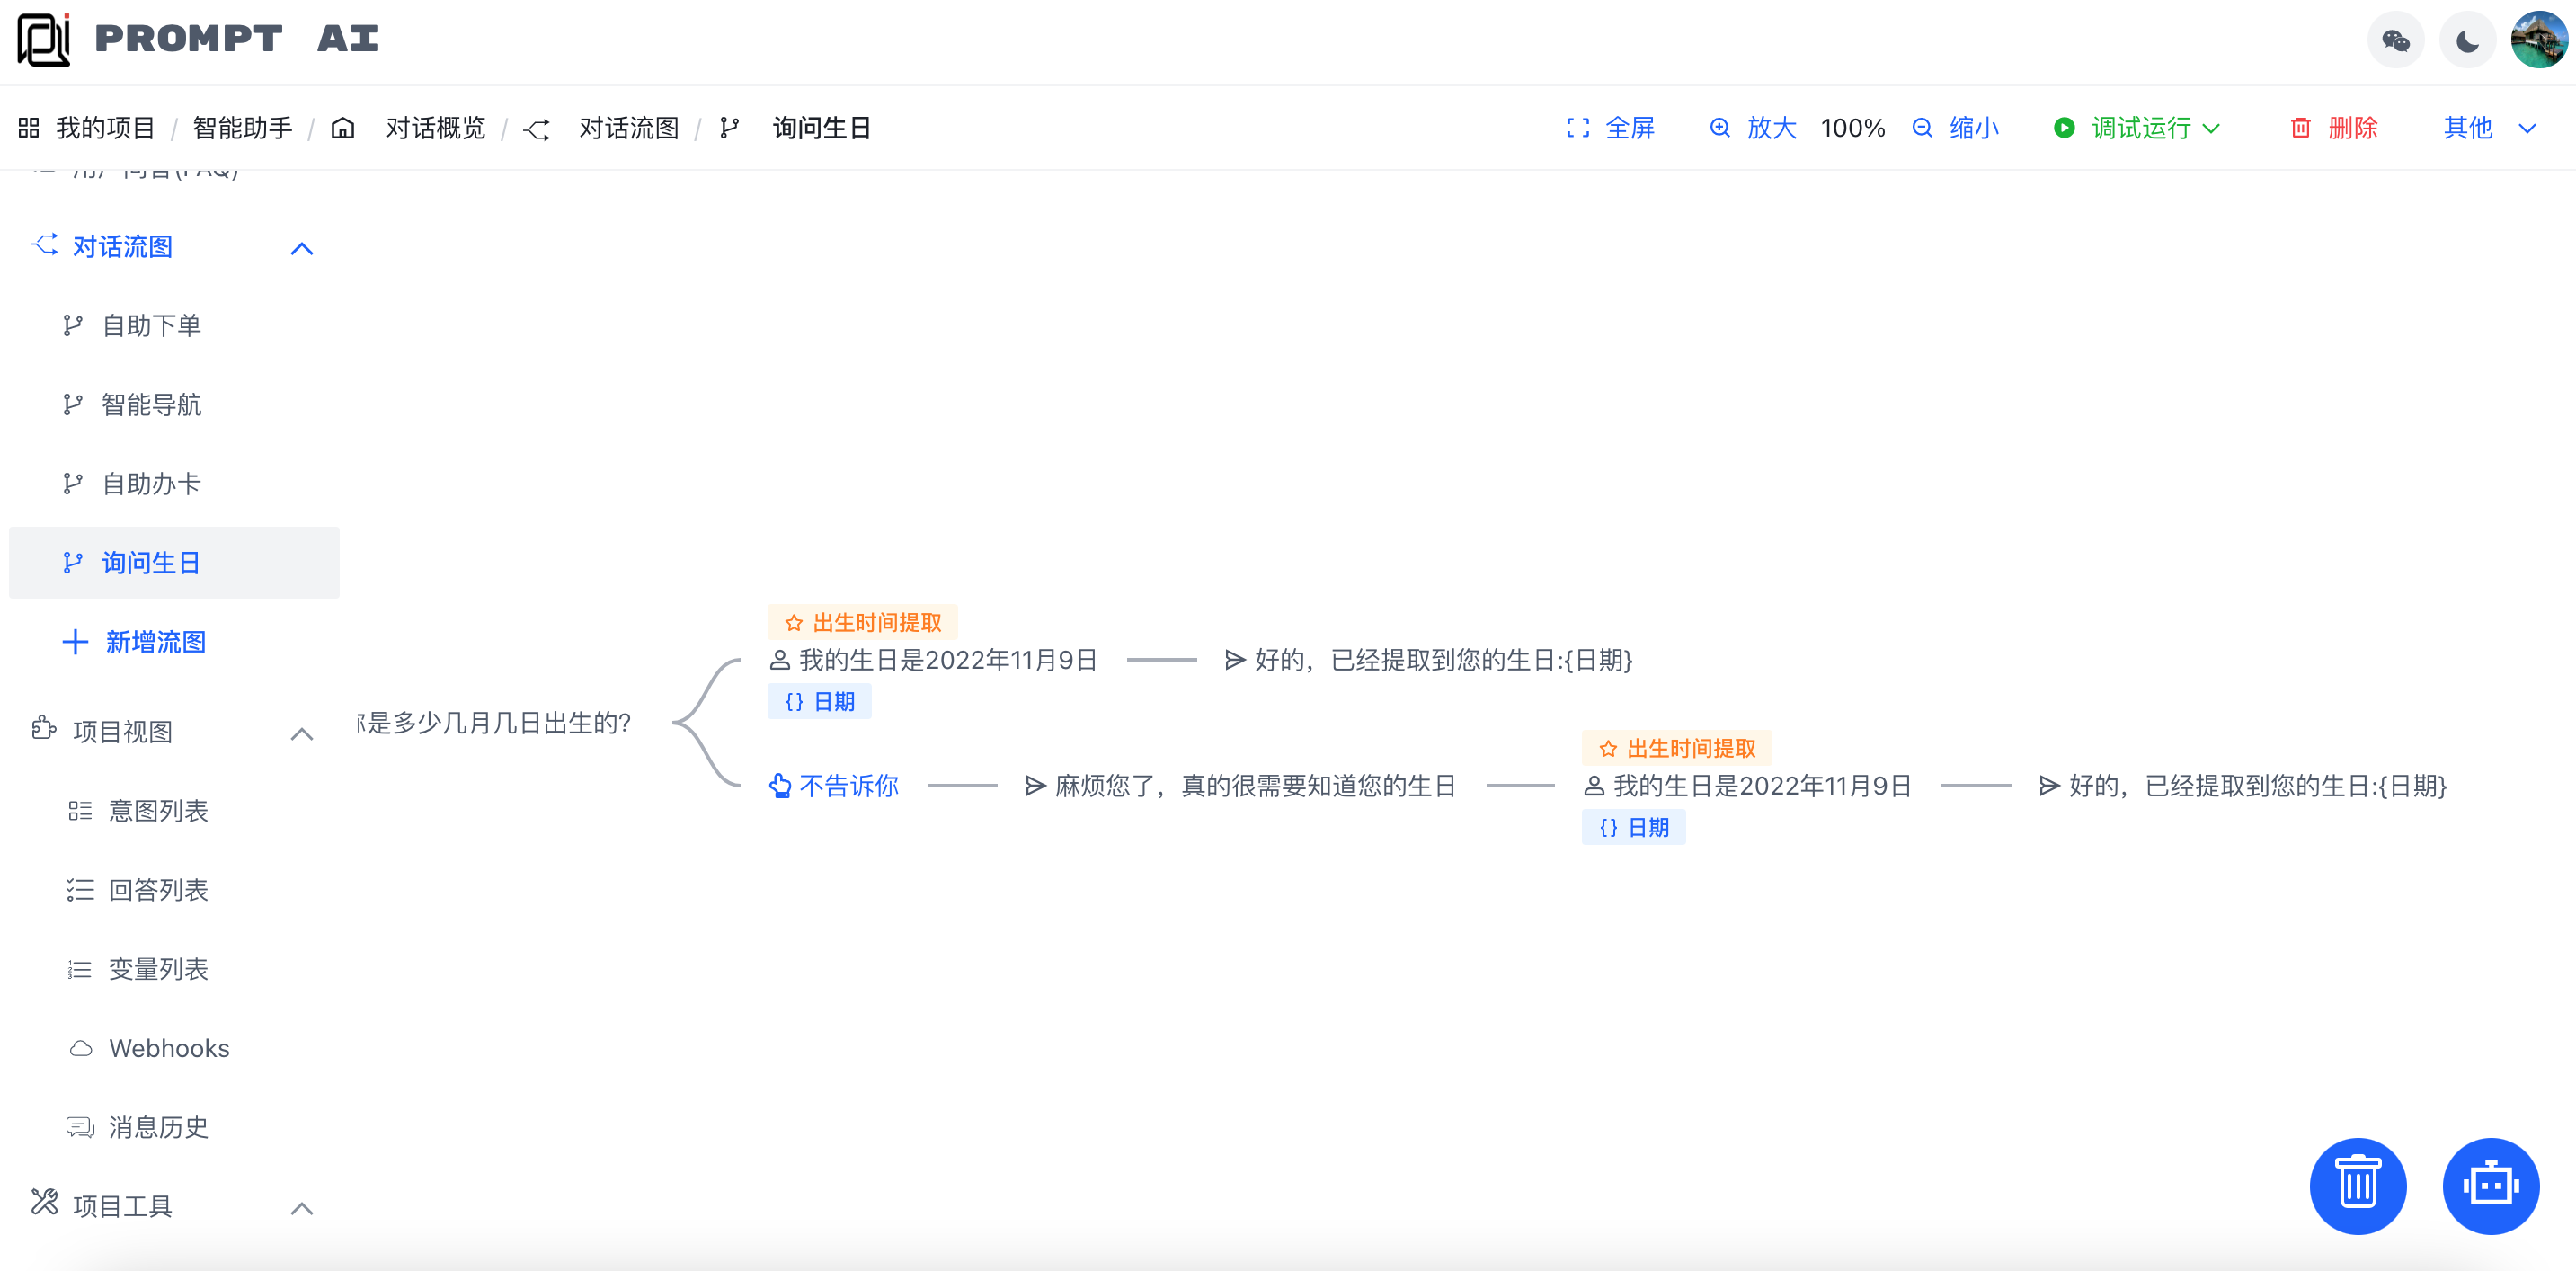 PROMPT AI
我的项目 / 智能助手 / 对话概览 / 对话流图 / 询问生日
全屏 放大 100% 缩小 调试运行 删除 其他
用户问答(FAQ)
对话流图
自助下单
智能导航
自助办卡
询问生日
新增流图
项目视图
意图列表
回答列表
变量列表
Webhooks
消息历史
项目工具
是多少几月几日出生的?
出生时间提取
我的生日是2022年11月9日
{} 日期
好的，已经提取到您的生日:{日期}
不告诉你
麻烦您了，真的很需要知道您的生日
出生时间提取
我的生日是2022年11月9日
{} 日期
好的，已经提取到您的生日:{日期}